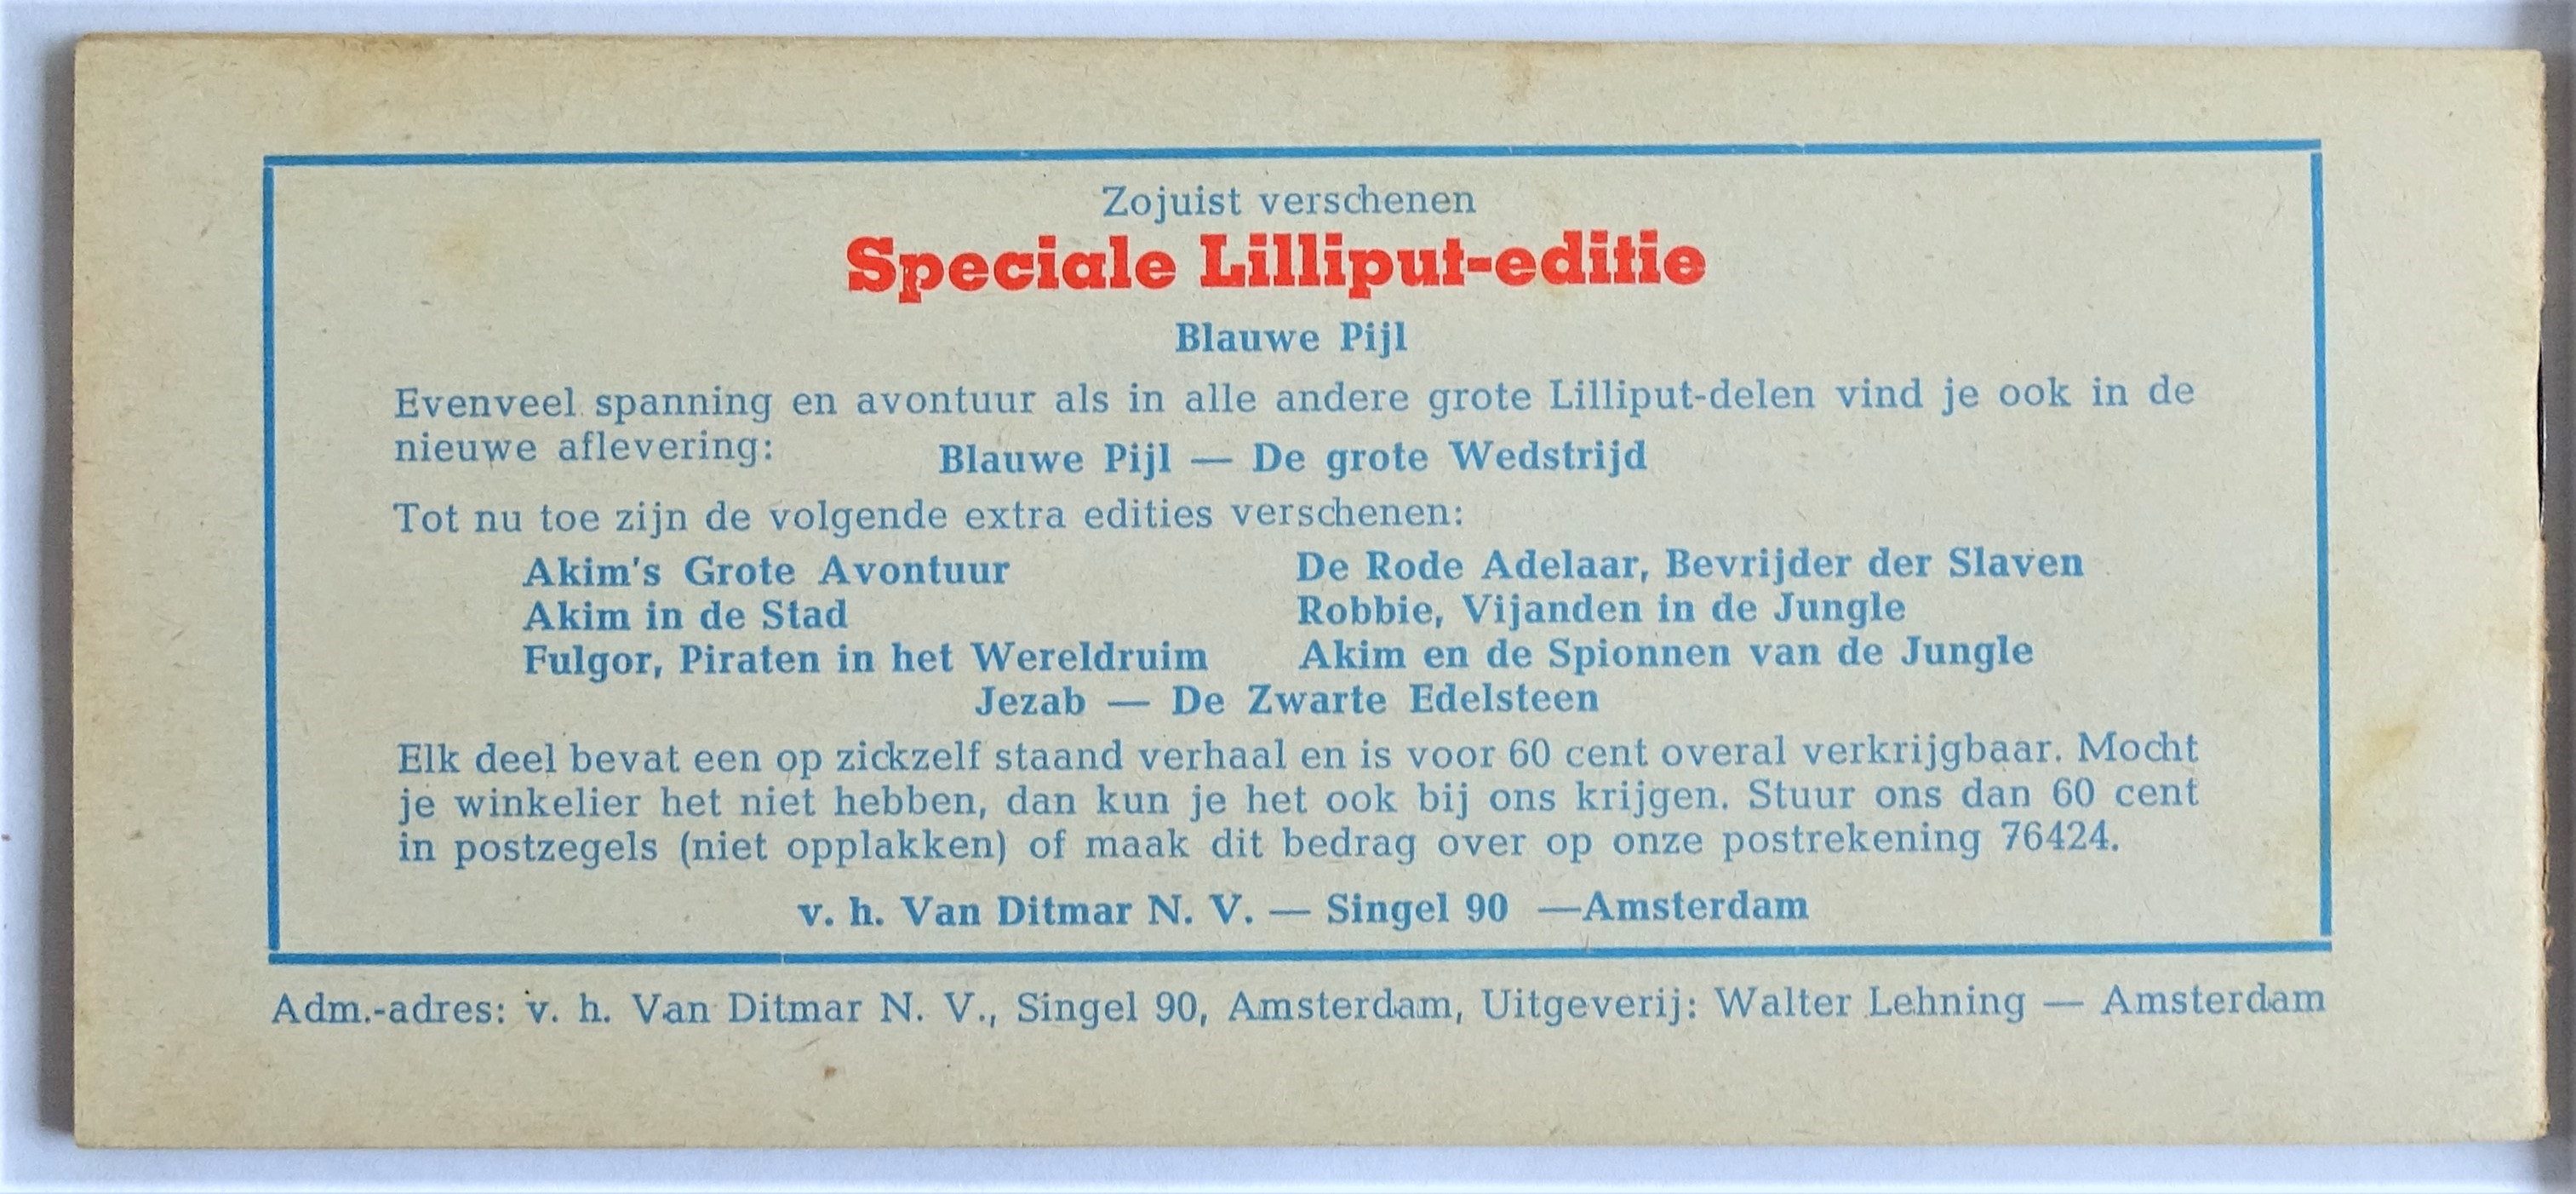 Zojuist verschenen
Speciale Lilliput-editie
Blauwe Pijl
Evenveel spanning en avontuur als in alle andere grote Lilliput-delen vind je ook in de
nieuwe aflevering:
Blauwe Pijl — De grote Wedstrijd
Tot nu toe zijn de volgende extra edities verschenen:
Akim's Grote Avontuur
Akim in de Stad
Fulgor, Piraten in het Wereldruim
De Rode Adelaar, Bevrijder der Slaven
Robbie, Vijanden in de Jungle
Akim en de Spionnen van de Jungle
Jezab — De Zwarte Edelsteen
Elk deel bevat een op zickzelf staand verhaal en is voor 60 cent overal verkrijgbaar. Mocht
je winkelier het niet hebben, dan kun je het ook bij ons krijgen. Stuur ons dan 60 cent
in postzegels (niet opplakken) of maak dit bedrag over op onze postrekening 76424.
v. h. Van Ditmar N. V. — Singel 90 —Amsterdam
Adm.-adres: v. h. Van Ditmar N. V., Singel 90, Amsterdam, Uitgeverij: Walter Lehning — Amsterdam